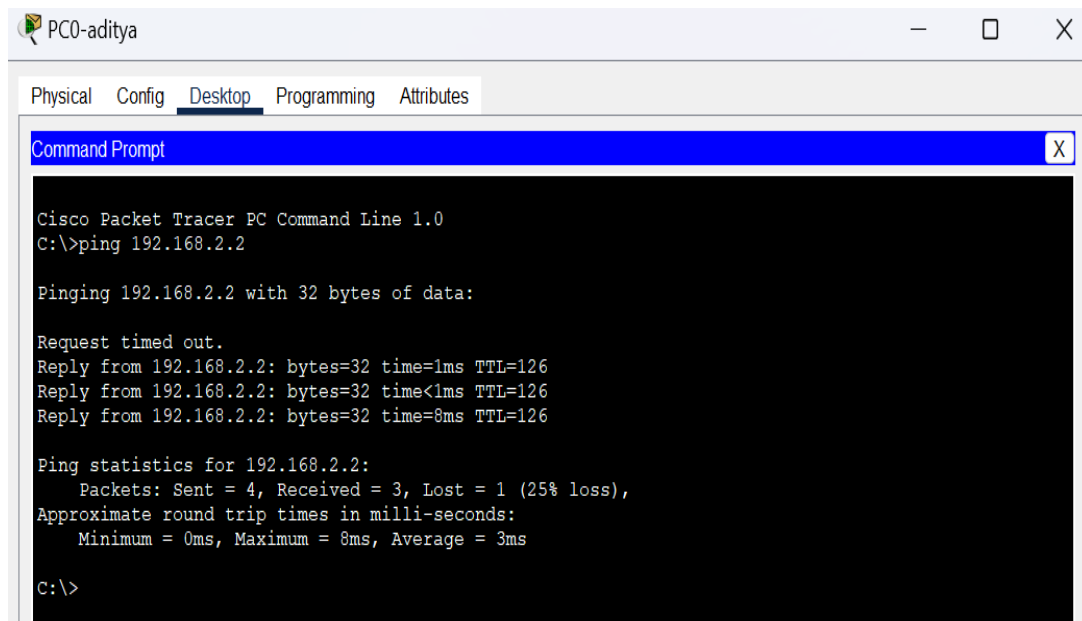 PC0-aditya
Physical Config Desktop Programming Attributes
Command Prompt
X
Cisco Packet Tracer PC Command Line 1.0
C:\>ping 192.168.2.2
Pinging 192.168.2.2 with 32 bytes of data:
Request timed out.
Reply from 192.168.2.2: bytes=32 time=1ms TTL=126
Reply from 192.168.2.2: bytes=32 time<1ms TTL=126
Reply from 192.168.2.2: bytes=32 time=8ms TTL=126
Ping statistics for 192.168.2.2:
Packets: Sent = 4, Received = 3, Lost = 1 (25% loss),
Approximate round trip times in milli-seconds:
Minimum = 0ms, Maximum = 8ms, Average = 3ms
C:\>